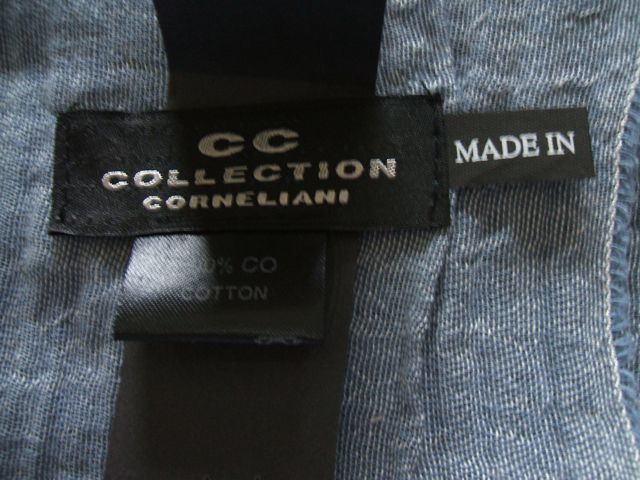 CC
COLLECTION
CORNELIANI
MADE IN
% CO
COTTON